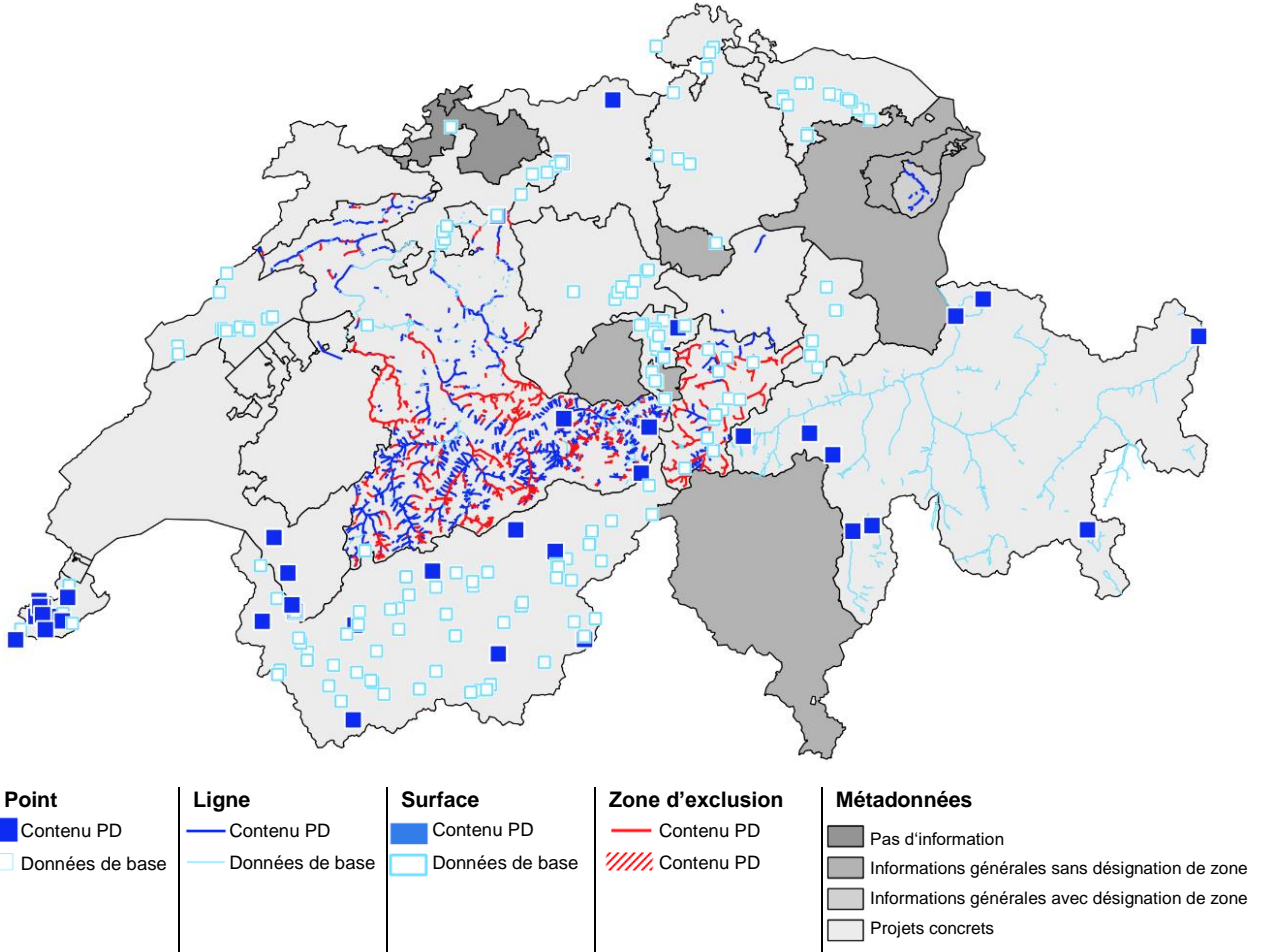 Point
Contenu PD
Données de base
Ligne
Contenu PD
Données de base
Surface
Contenu PD
Données de base
Zone d'exclusion
Contenu PD
Contenu PD
Métadonnées
Pas d'information
Informations générales sans désignation de zone
Informations générales avec désignation de zone
Projets concrets